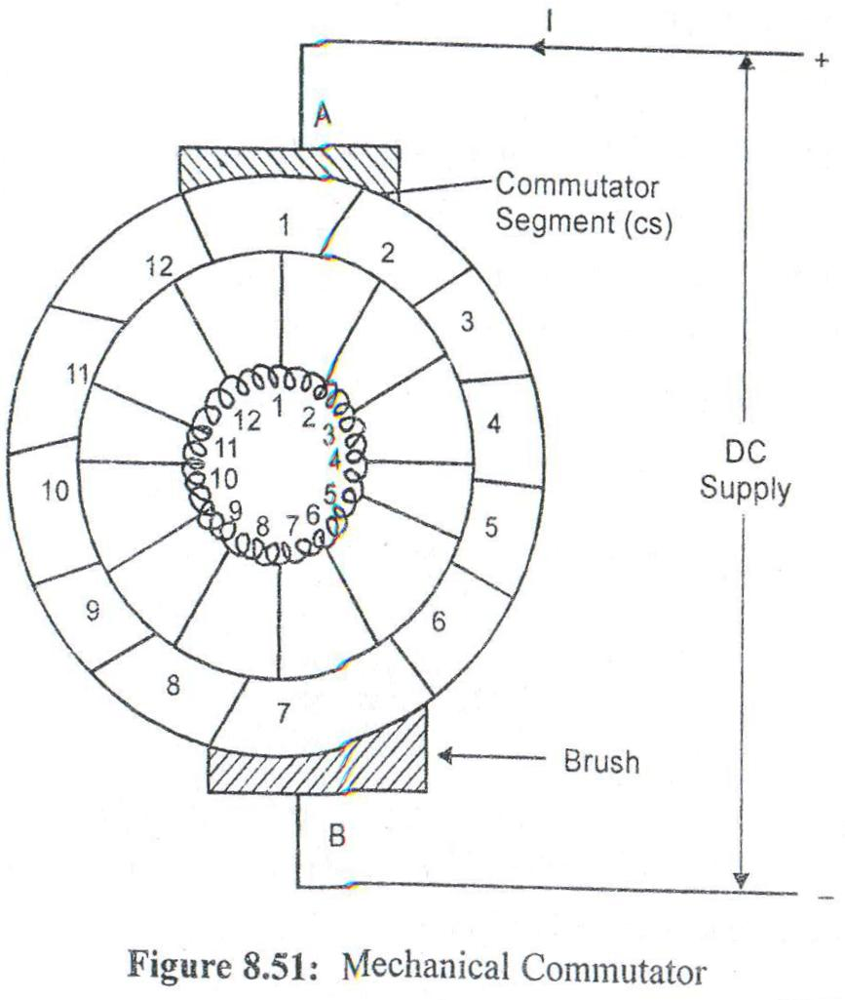 I
+
A
Commutator
Segment (cs)
1
2
3
4
5
6
7
8
9
10
11
12
1
2
3
4
5
6
7
8
9
10
11
12
DC
Supply
Brush
B
−
Figure 8.51: Mechanical Commutator